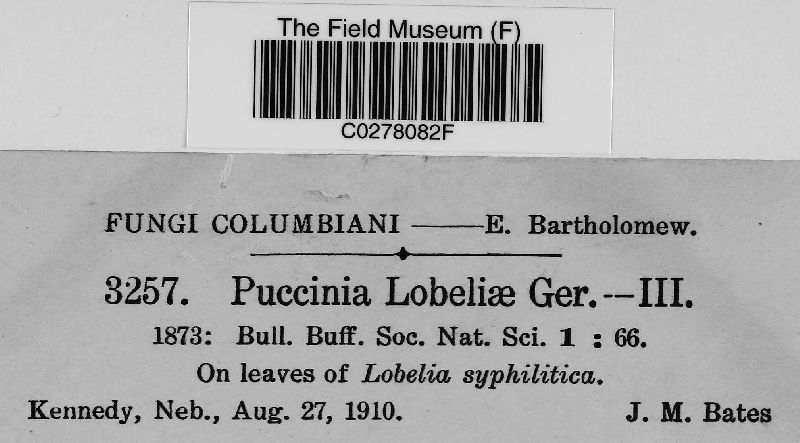 The Field Museum (F)
C0278082F
FUNGI COLUMBIANI ——— E. Bartholomew.
3257. Puccinia Lobeliæ Ger.—III.
1873: Bull. Buff. Soc. Nat. Sci. 1 : 66.
On leaves of Lobelia syphilitica.
Kennedy, Neb., Aug. 27, 1910. J. M. Bates